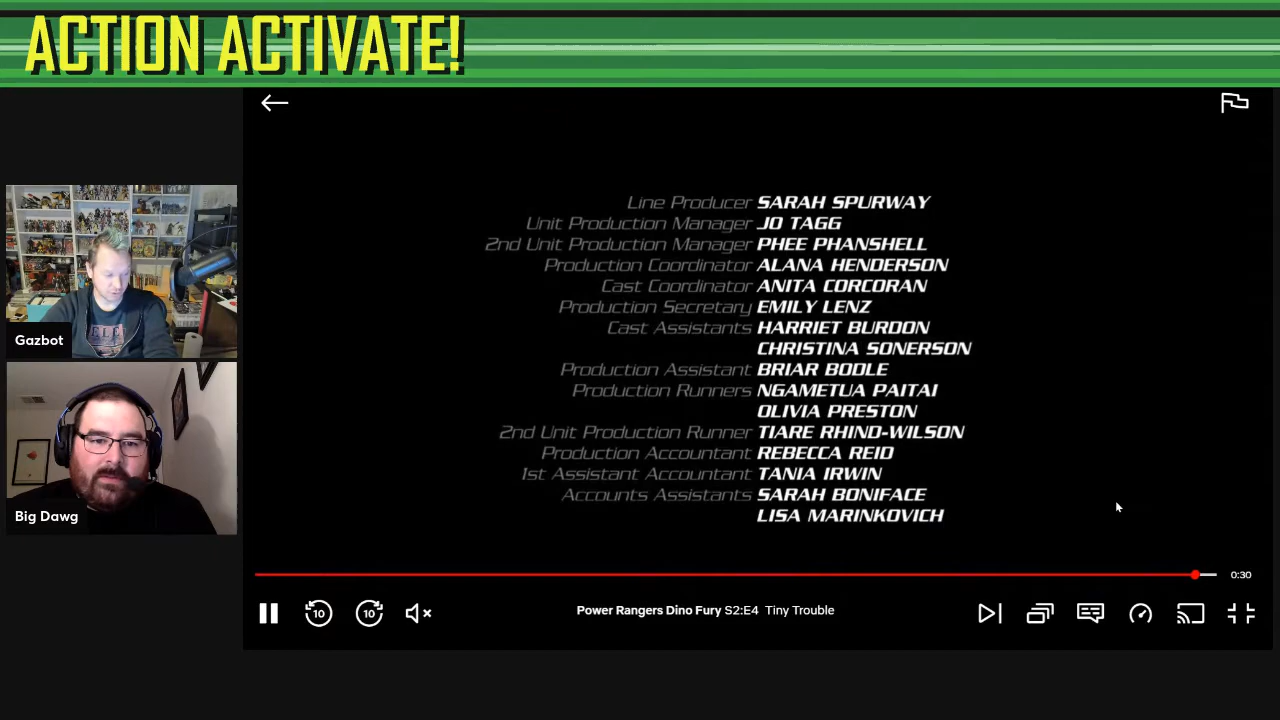 ACTION ACTIVATE!
Line Producer SARAH SPURWAY
Unit Production Manager JO TAGG
2nd Unit Production Manager PHEE PHANSHELL
Production Coordinator ALANA HENDERSON
Cast Coordinator ANITA CORCORAN
Production Secretary EMILY LENZ
Cast Assistants HARRIET BURDON
CHRISTINA SONERSON
Production Assistant BRIAR BODLE
Production Runners NGAMETUA PAITAI
OLIVIA PRESTON
2nd Unit Production Runner TIARE RHIND-WILSON
Production Accountant REBECCA REID
1st Assistant Accountant TANIA IRWIN
Accounts Assistants SARAH BONIFACE
LISA MARINKOVICH
Gazbot
Big Dawg
0:30
10
10
Power Rangers Dino Fury S2:E4 Tiny Trouble